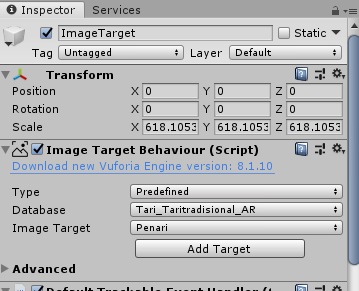 Inspector Services
ImageTarget Static
Tag Untagged Layer Default
Transform
Position X 0 Y 0 Z 0
Rotation X 0 Y 0 Z 0
Scale X 618.1053 Y 618.1053 Z 618.1053
Image Target Behaviour (Script)
Download new Vuforia Engine version: 8.1.10
Type Predefined
Database Tari_Taritradisional_AR
Image Target Penari
Add Target
Advanced
Default Trackable Event Handler (